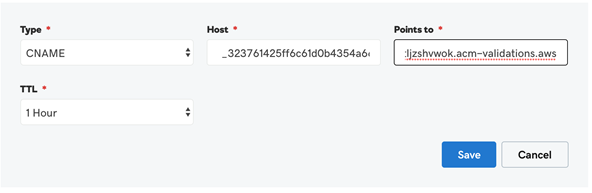 Type * Host * Points to *
CNAME _323761425ff6c61d0b4354a6 :ljzshvwok.acm-validations.aws
TTL *
1 Hour
Save Cancel